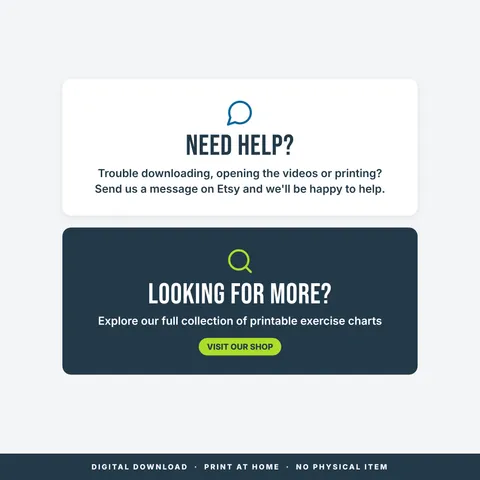 NEED HELP?
Trouble downloading, opening the videos or printing?
Send us a message on Etsy and we'll be happy to help.
LOOKING FOR MORE?
Explore our full collection of printable exercise charts
VISIT OUR SHOP
DIGITAL DOWNLOAD · PRINT AT HOME · NO PHYSICAL ITEM